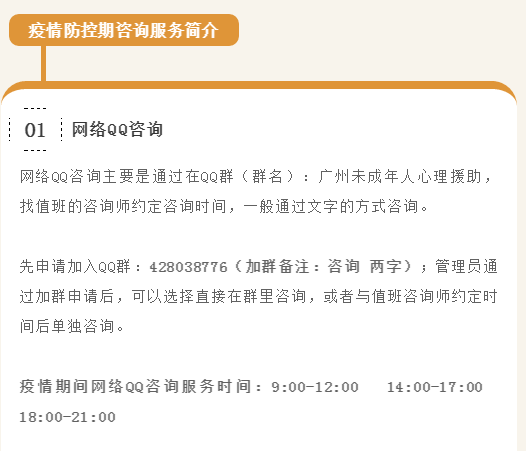 疫情防控期咨询服务简介
01 网络QQ咨询
网络QQ咨询主要是通过在QQ群（群名）：广州未成年人心理援助，
找值班的咨询师约定咨询时间，一般通过文字的方式咨询。
先申请加入QQ群：428038776（加群备注：咨询 两字）；管理员通
过加群申请后，可以选择直接在群里咨询，或者与值班咨询师约定时
间后单独咨询。
疫情期间网络QQ咨询服务时间：9:00-12:00 14:00-17:00
18:00-21:00